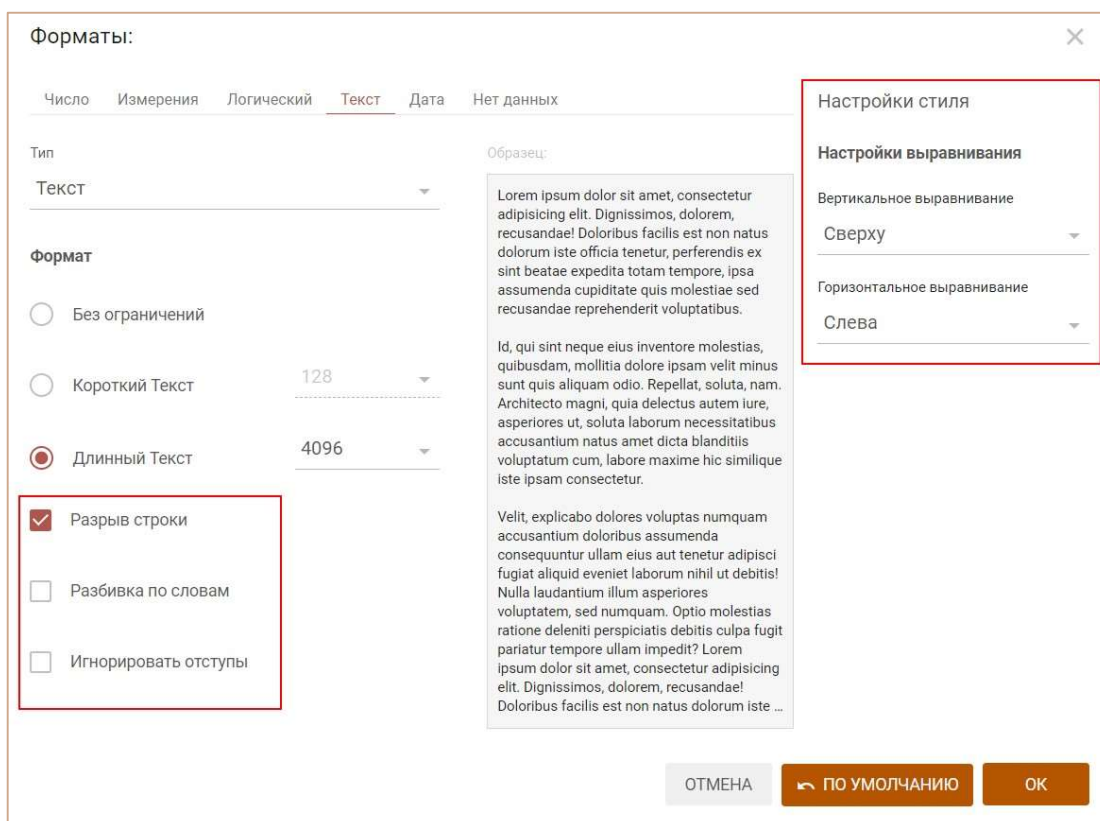 Форматы:
Число Измерения Логический Текст Дата Нет данных
Тип
Текст
Формат
Без ограничений
Короткий Текст 128
Длинный Текст 4096
Разрыв строки
Разбивка по словам
Игнорировать отступы
Образец:
Lorem ipsum dolor sit amet, consectetur
adipisicing elit. Dignissimos, dolorem,
recusandae! Doloribus facilis est non natus
dolorum iste officia tenetur, perferendis ex
sint beatae expedita totam tempore, ipsa
assumenda cupiditate quis molestiae sed
recusandae reprehenderit voluptatibus.
Id, qui sint neque eius inventore molestias,
quibusdam, mollitia dolore ipsam velit minus
sunt quis aliquam odio. Repellat, soluta, nam.
Architecto magni, quia delectus autem iure,
asperiores ut, soluta laborum necessitatibus
accusantium natus amet dicta blanditiis
voluptatum cum, labore maxime hic similique
iste ipsam consectetur.
Velit, explicabo dolores voluptas numquam
accusantium doloribus assumenda
consequuntur ullam eius aut tenetur adipisci
fugiat aliquid eveniet laborum nihil ut debitis!
Nulla laudantium illum asperiores
voluptatem, sed numquam. Optio molestias
ratione deleniti perspiciatis debitis culpa fugit
pariatur tempore ullam impedit? Lorem
ipsum dolor sit amet, consectetur adipisicing
elit. Dignissimos, dolorem, recusandae!
Doloribus facilis est non natus dolorum iste ...
Настройки стиля
Настройки выравнивания
Вертикальное выравнивание
Сверху
Горизонтальное выравнивание
Слева
ОТМЕНА ПО УМОЛЧАНИЮ ОК